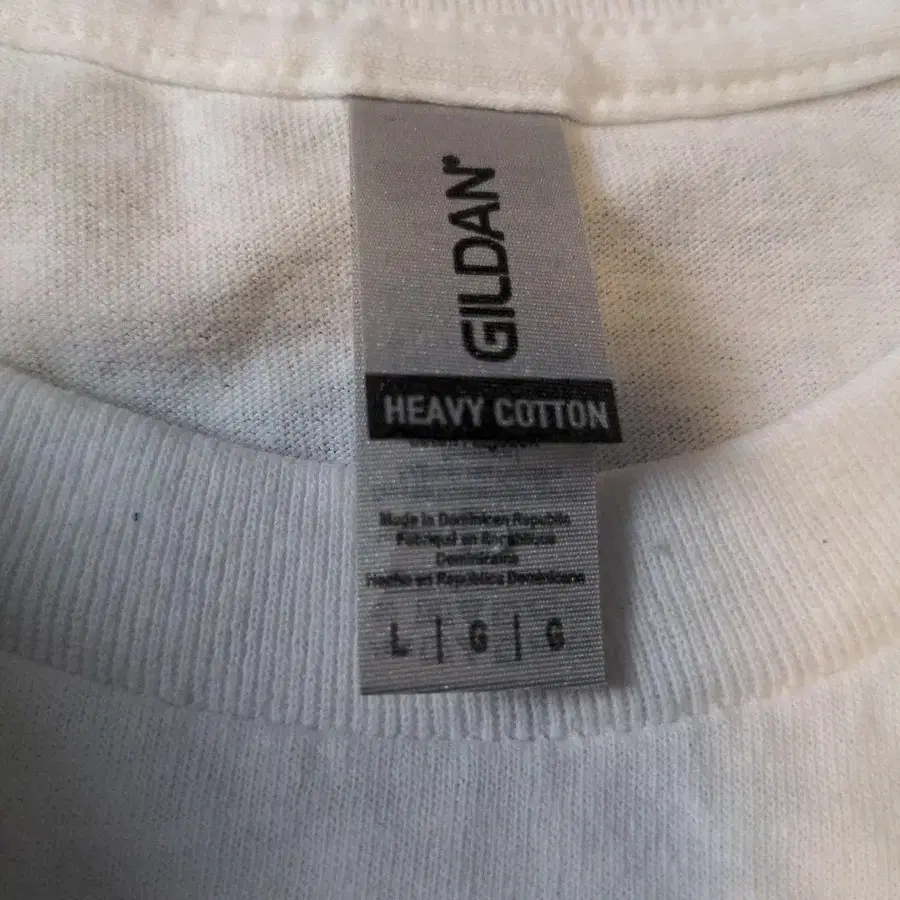 GILDAN®
HEAVY COTTON
Made in Dominican Republic
Fabriqué en République
Dominicaine
Hecho en República Dominicana
L | G | G